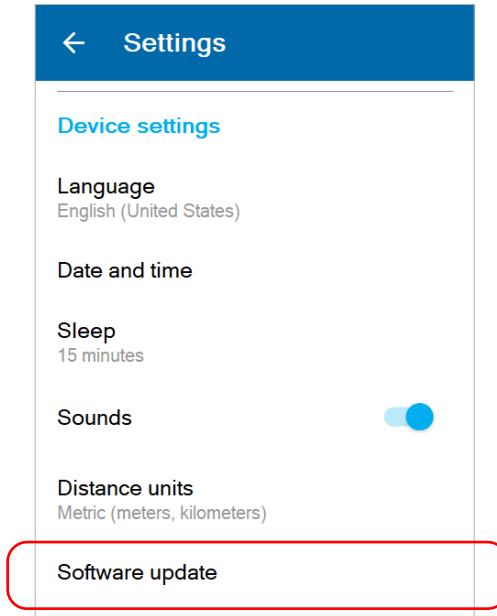 Settings
Device settings
Language
English (United States)
Date and time
Sleep
15 minutes
Sounds
Distance units
Metric (meters, kilometers)
Software update